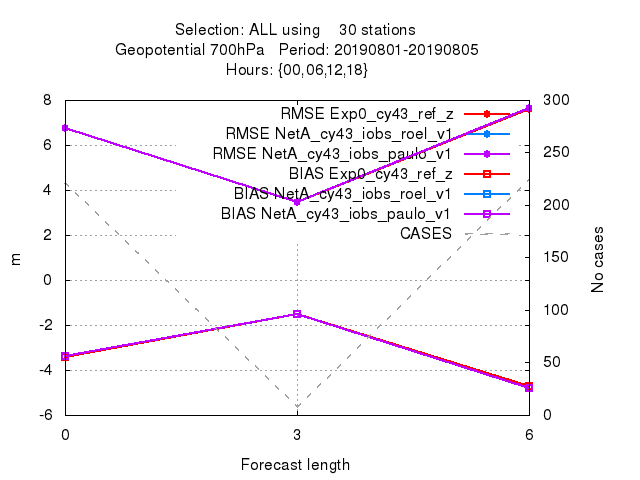 Selection: ALL using    30 stations
Geopotential 700hPa   Period: 20190801-20190805
Hours: {00,06,12,18}
8
6
4
2
0
-2
-4
-6
m
RMSE Exp0_cy43_ref_z
RMSE NetA_cy43_iobs_roel_v1
RMSE NetA_cy43_iobs_paulo_v1
BIAS Exp0_cy43_ref_z
BIAS NetA_cy43_iobs_roel_v1
BIAS NetA_cy43_iobs_paulo_v1
CASES
300
250
200
150
100
50
0
No cases
0 3 6
Forecast length